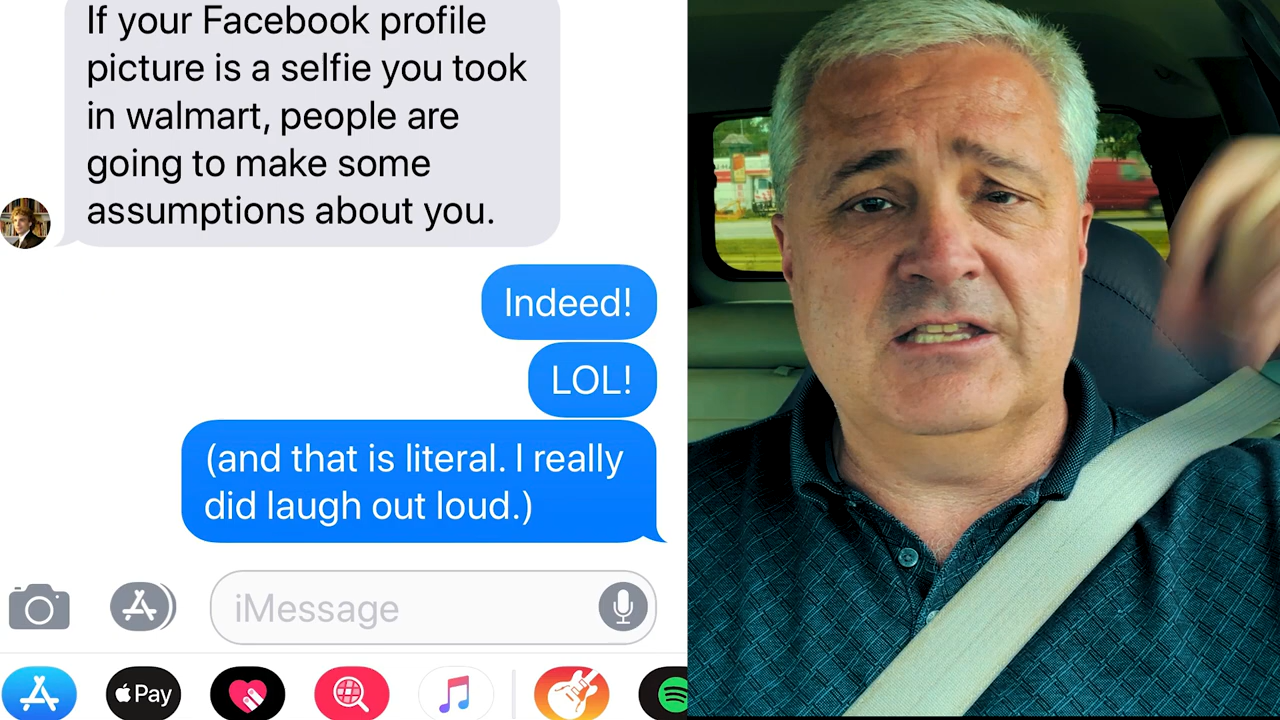 If your Facebook profile
picture is a selfie you took
in walmart, people are
going to make some
assumptions about you.
Indeed!
LOL!
(and that is literal. I really
did laugh out loud.)
iMessage
Pay